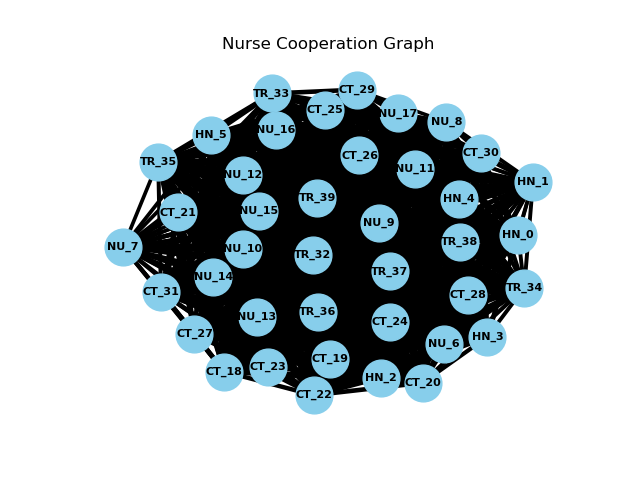 Nurse Cooperation Graph
CT_29
TR_33
CT_25
NU_17
NU_8
NU_16
HN_5
CT_30
CT_26
TR_35
NU_11
NU_12
HN_1
TR_39
HN_4
CT_21
NU_15
NU_9
HN_0
TR_38
NU_7
NU_10
TR_32
TR_37
NU_14
TR_34
CT_31
CT_28
TR_36
NU_13
CT_24
CT_27
HN_3
NU_6
CT_19
CT_23
CT_18
HN_2
CT_20
CT_22